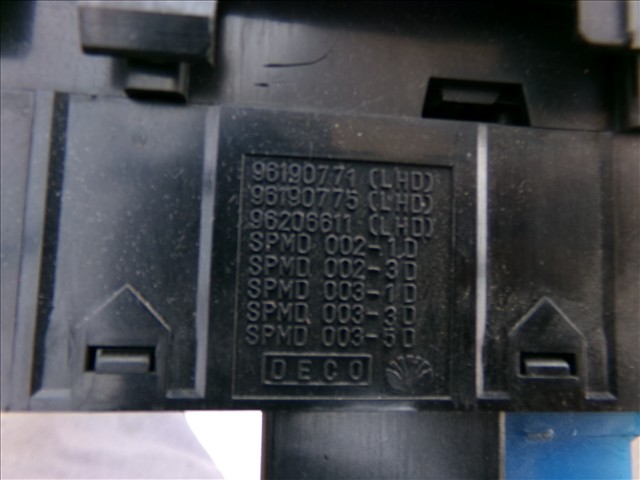 96190771 (LHD)
96190775 (LHD)
96206611 (LHD)
SPMD 002-1D
SPMD 002-3D
SPMD 003-1D
SPMD 003-3D
SPMD 003-5D
DECO